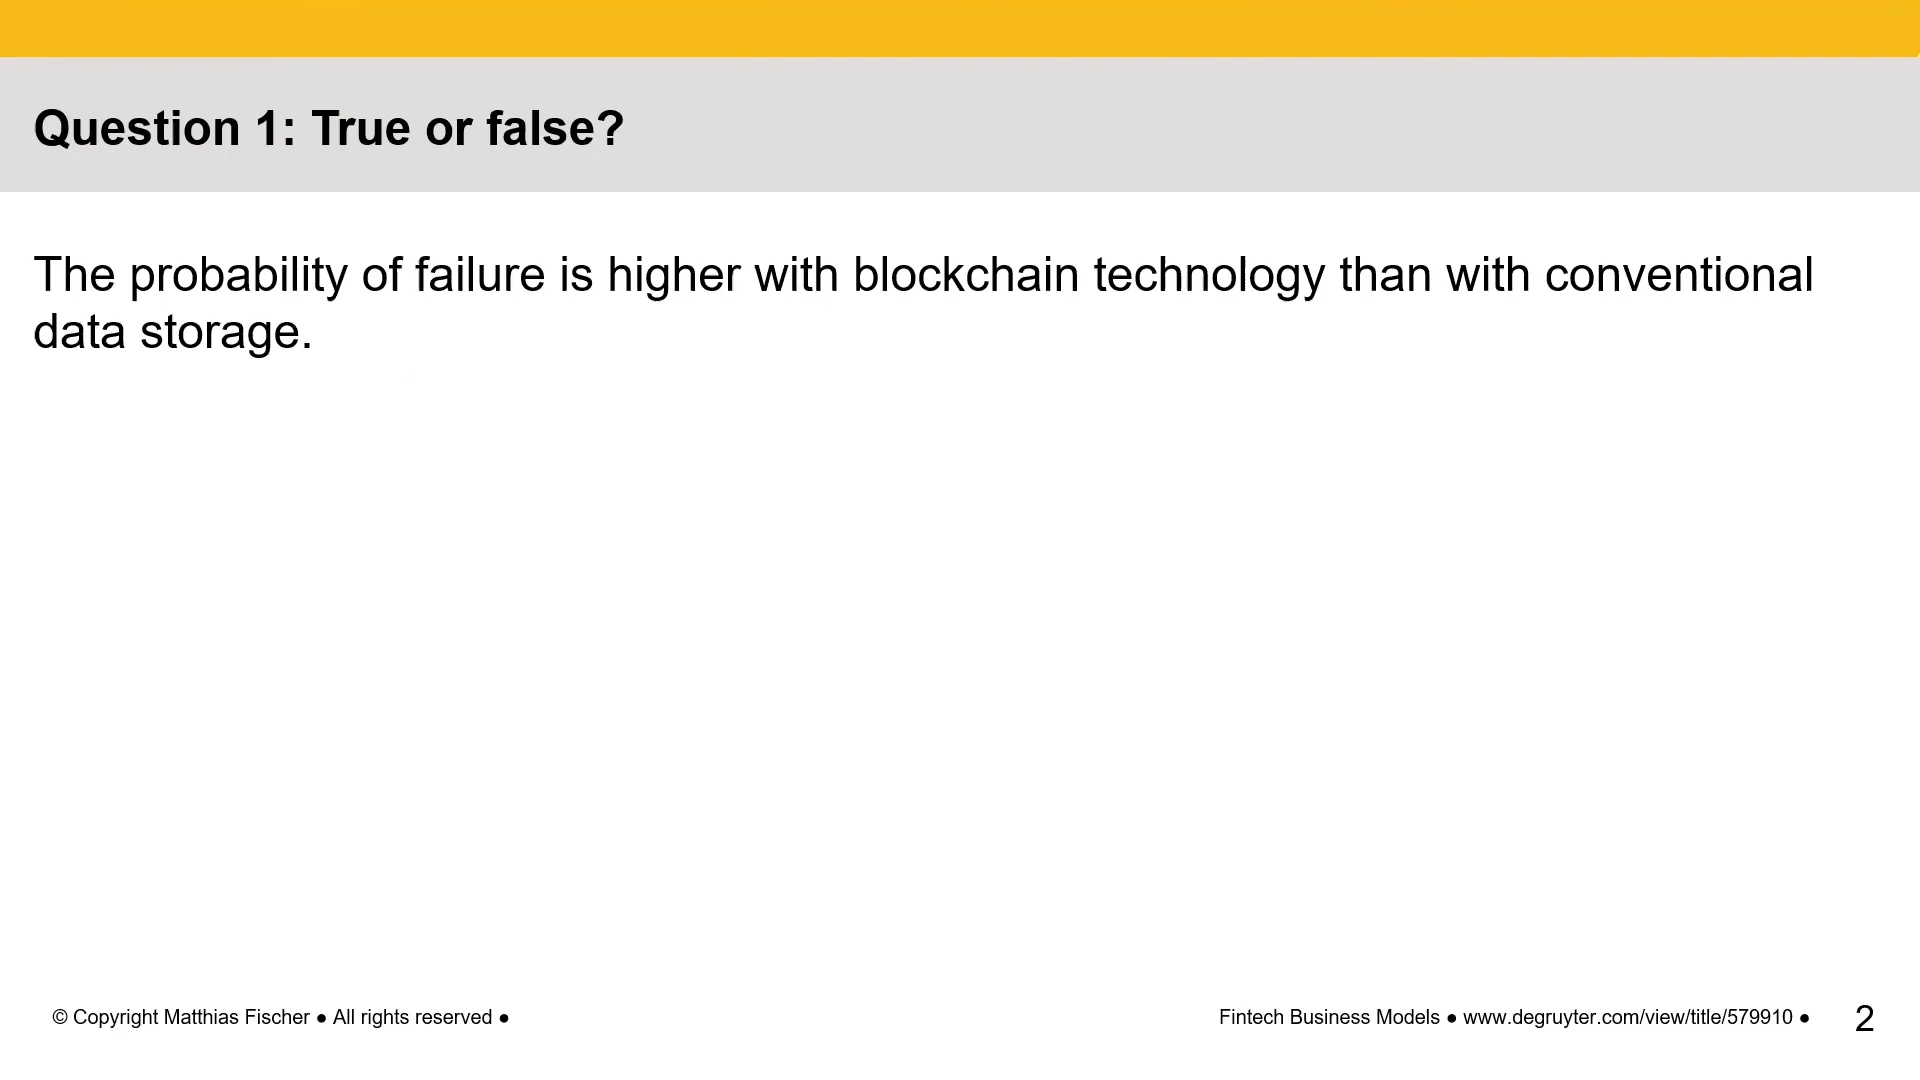 Question 1: True or false?
The probability of failure is higher with blockchain technology than with conventional
data storage.
© Copyright Matthias Fischer ● All rights reserved ●
Fintech Business Models ● www.degruyter.com/view/title/579910 ●
2